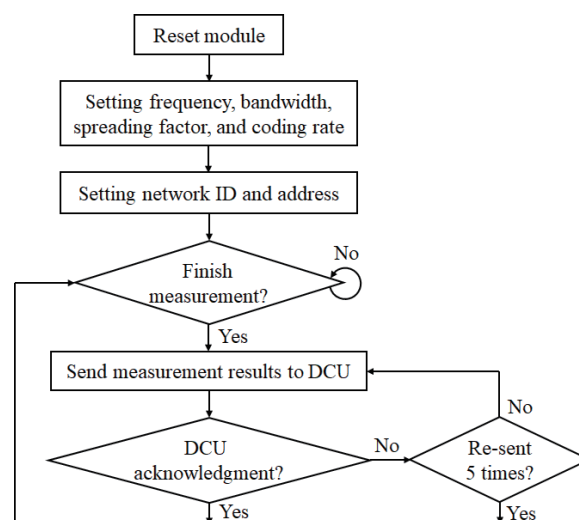 Reset module
Setting frequency, bandwidth,
spreading factor, and coding rate
Setting network ID and address
No
Finish
measurement?
Yes
Send measurement results to DCU
No
DCU
acknowledgment?
No
Re-sent
5 times?
Yes
Yes